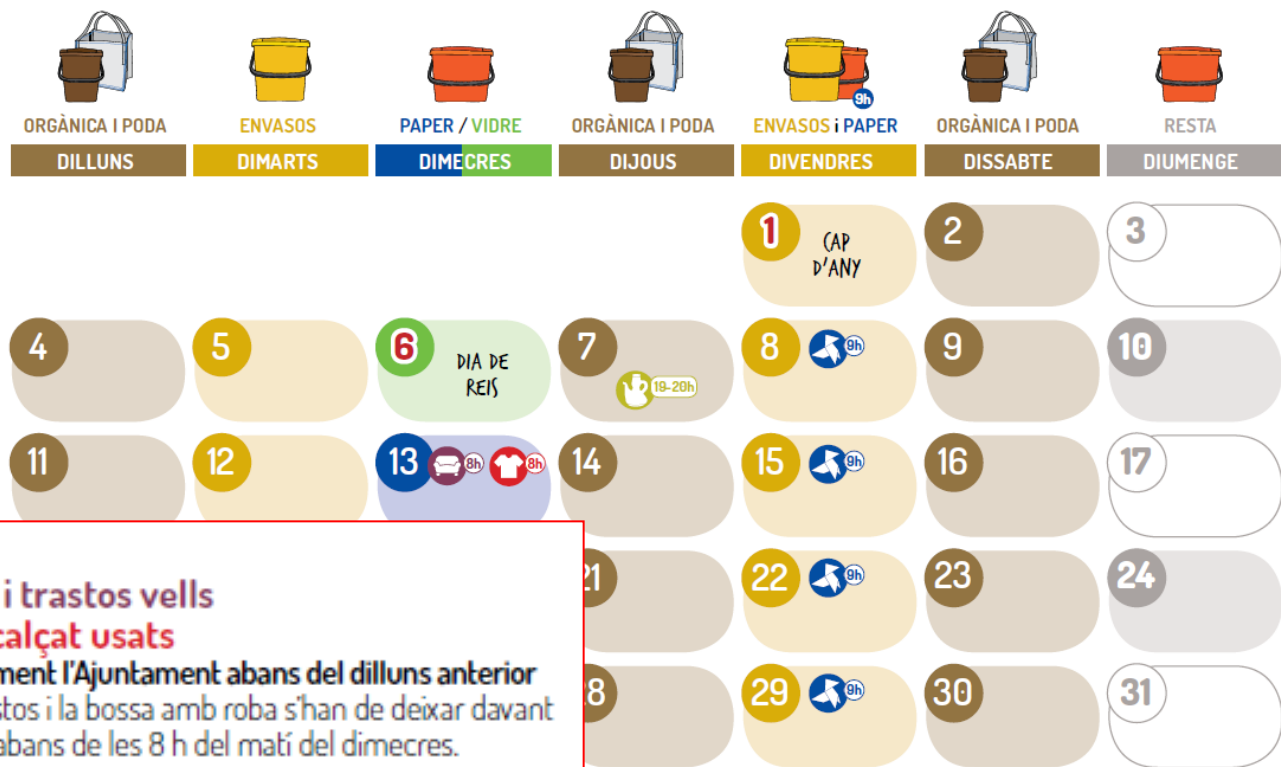 9h
ORGÀNICA I PODA ENVASOS PAPER / VIDRE ORGÀNICA I PODA ENVASOS i PAPER ORGÀNICA I PODA RESTA
DILLUNS DIMARTS DIMECRES DIJOUS DIVENDRES DISSABTE DIUMENGE
1 CAP D'ANY 2 3
4 5 6 DIA DE REIS 7 19-20h 8 9h 9 10
11 12 13 8h 8h 14 15 9h 16 17
i trastos vells
calçat usats
ment l'Ajuntament abans del dilluns anterior
stos i la bossa amb roba s'han de deixar davant
abans de les 8 h del matí del dimecres.
21 22 9h 23 24
28 29 9h 30 31